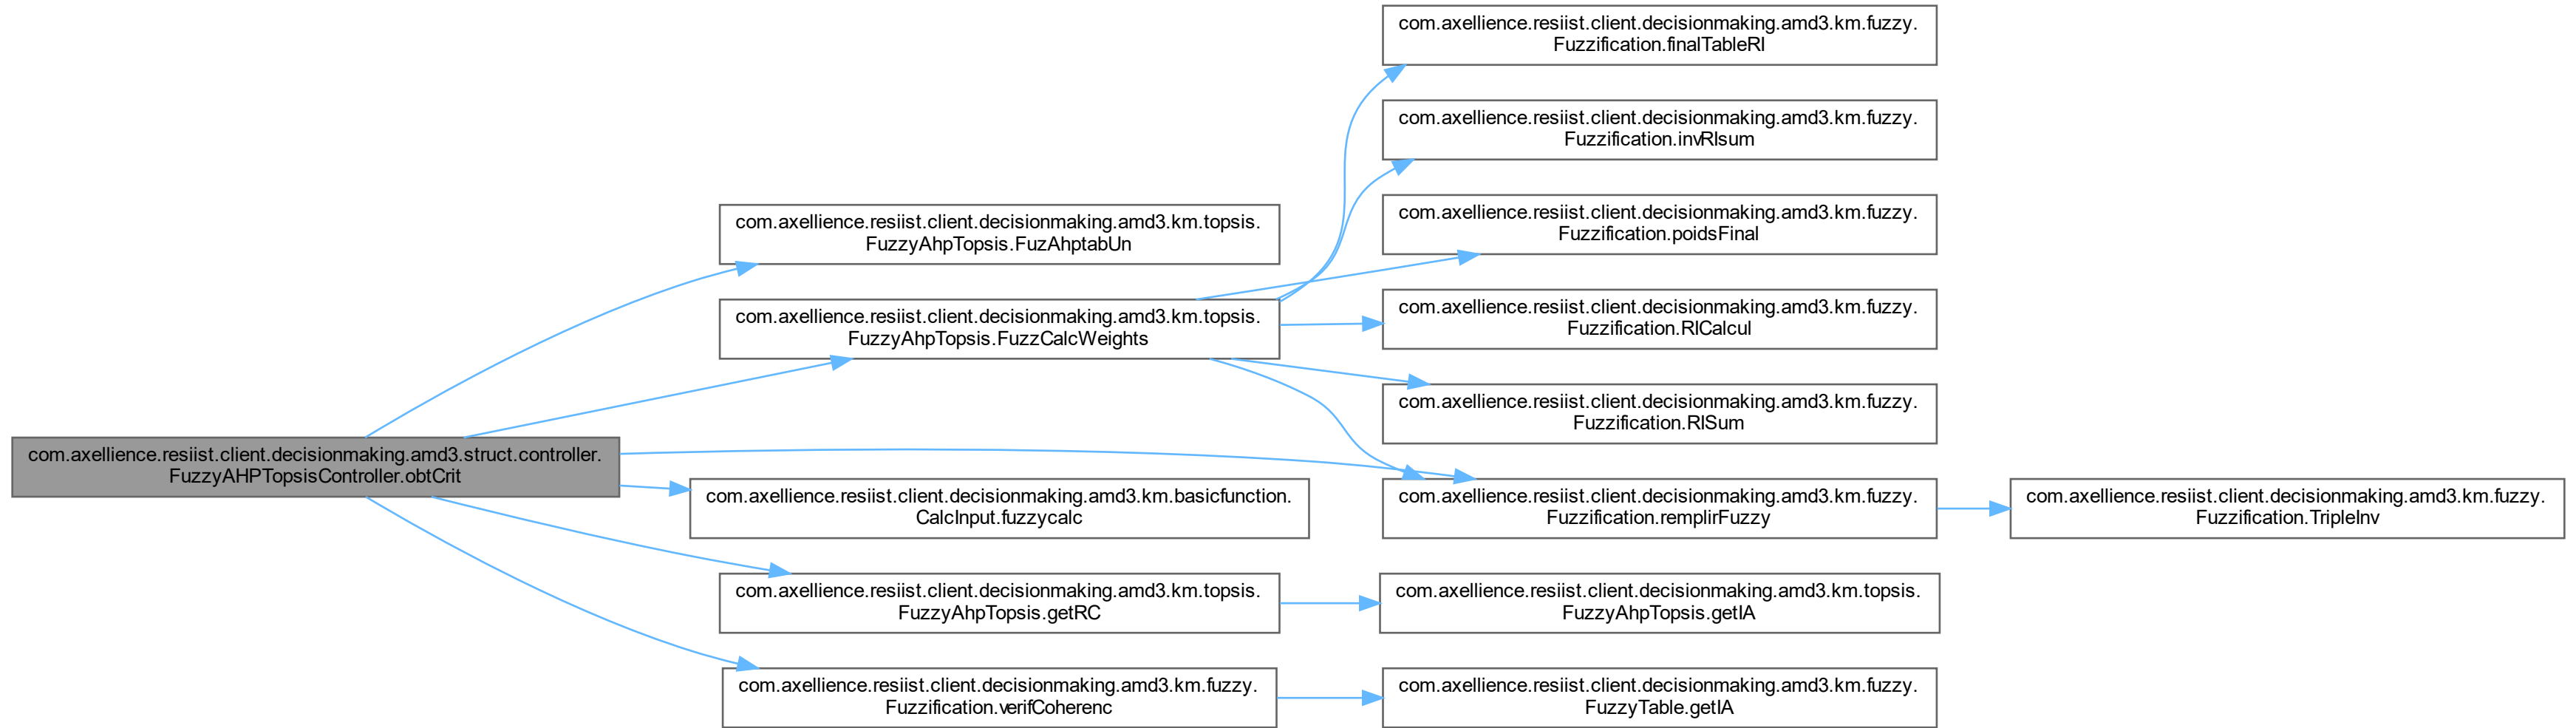 com.axellience.resiist.client.decisionmaking.amd3.struct.controller.
FuzzyAHPTopsisController.obtCrit
com.axellience.resiist.client.decisionmaking.amd3.km.topsis.
FuzzyAhpTopsis.FuzAhptabUn
com.axellience.resiist.client.decisionmaking.amd3.km.topsis.
FuzzyAhpTopsis.FuzzCalcWeights
com.axellience.resiist.client.decisionmaking.amd3.km.basicfunction.
CalcInput.fuzzycalc
com.axellience.resiist.client.decisionmaking.amd3.km.topsis.
FuzzyAhpTopsis.getRC
com.axellience.resiist.client.decisionmaking.amd3.km.fuzzy.
Fuzzification.verifCoherenc
com.axellience.resiist.client.decisionmaking.amd3.km.fuzzy.
Fuzzification.finalTableRI
com.axellience.resiist.client.decisionmaking.amd3.km.fuzzy.
Fuzzification.invRIsum
com.axellience.resiist.client.decisionmaking.amd3.km.fuzzy.
Fuzzification.poidsFinal
com.axellience.resiist.client.decisionmaking.amd3.km.fuzzy.
Fuzzification.RICalcul
com.axellience.resiist.client.decisionmaking.amd3.km.fuzzy.
Fuzzification.RISum
com.axellience.resiist.client.decisionmaking.amd3.km.fuzzy.
Fuzzification.remplirFuzzy
com.axellience.resiist.client.decisionmaking.amd3.km.topsis.
FuzzyAhpTopsis.getIA
com.axellience.resiist.client.decisionmaking.amd3.km.fuzzy.
FuzzyTable.getIA
com.axellience.resiist.client.decisionmaking.amd3.km.fuzzy.
Fuzzification.TripleInv